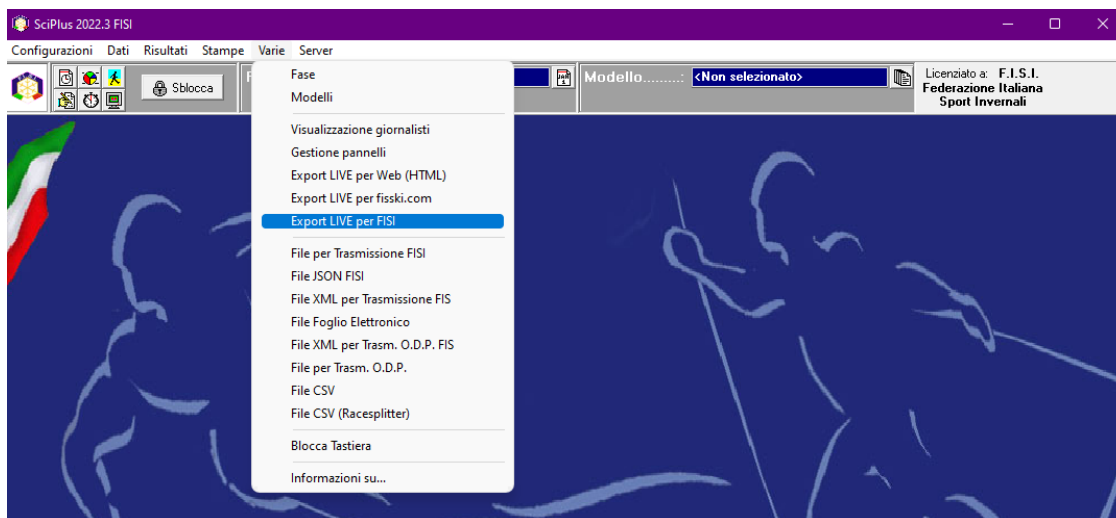 SciPlus 2022.3 FISI
Configurazioni Dati Risultati Stampe Varie Server
Sblocca
Modello........: <Non selezionato>
Licenziato a: F.I.S.I.
Federazione Italiana
Sport Invernali
Fase
Modelli
Visualizzazione giornalisti
Gestione pannelli
Export LIVE per Web (HTML)
Export LIVE per fisski.com
Export LIVE per FISI
File per Trasmissione FISI
File JSON FISI
File XML per Trasmissione FIS
File Foglio Elettronico
File XML per Trasm. O.D.P. FIS
File per Trasm. O.D.P.
File CSV
File CSV (Racesplitter)
Blocca Tastiera
Informazioni su...